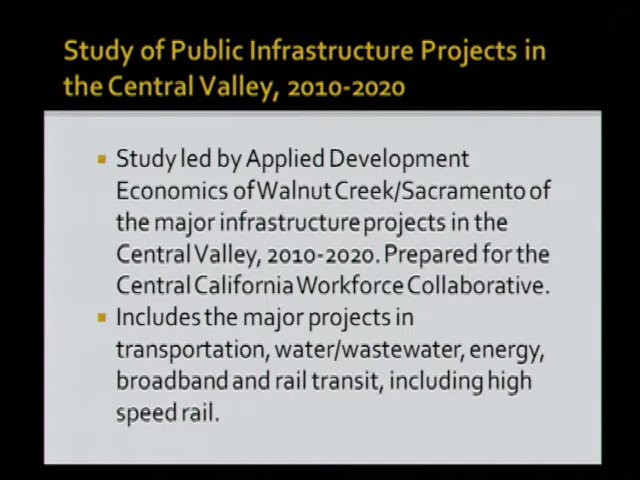 Study of Public Infrastructure Projects in
the Central Valley, 2010-2020
Study led by Applied Development
Economics of Walnut Creek/Sacramento of
the major infrastructure projects in the
Central Valley, 2010-2020. Prepared for the
Central California Workforce Collaborative.
Includes the major projects in
transportation, water/wastewater, energy,
broadband and rail transit, including high
speed rail.